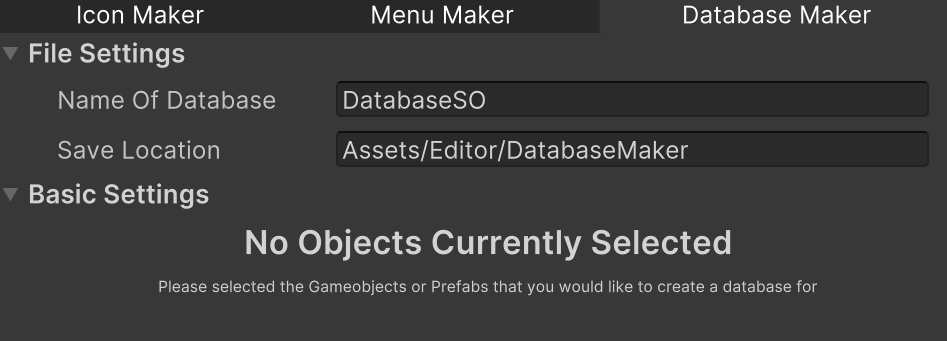 Icon Maker Menu Maker Database Maker
File Settings
Name Of Database DatabaseSO
Save Location Assets/Editor/DatabaseMaker
Basic Settings
No Objects Currently Selected
Please selected the Gameobjects or Prefabs that you would like to create a database for